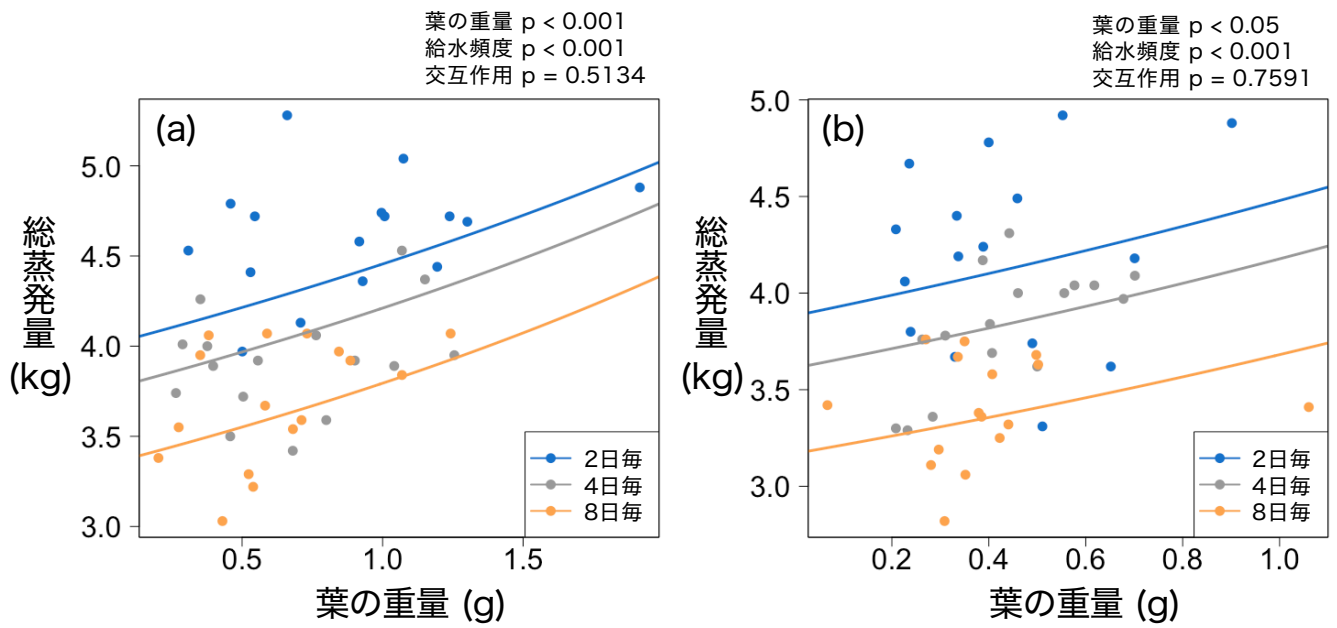 葉の重量 p < 0.001
給水頻度 p < 0.001
交互作用 p = 0.5134
(a)
5.0
4.5
4.0
3.5
3.0
総蒸発量
(kg)
2日毎
4日毎
8日毎
0.5
1.0
1.5
葉の重量 (g)
葉の重量 p < 0.05
給水頻度 p < 0.001
交互作用 p = 0.7591
(b)
5.0
4.5
4.0
3.5
3.0
総蒸発量
(kg)
2日毎
4日毎
8日毎
0.2
0.4
0.6
0.8
1.0
葉の重量 (g)